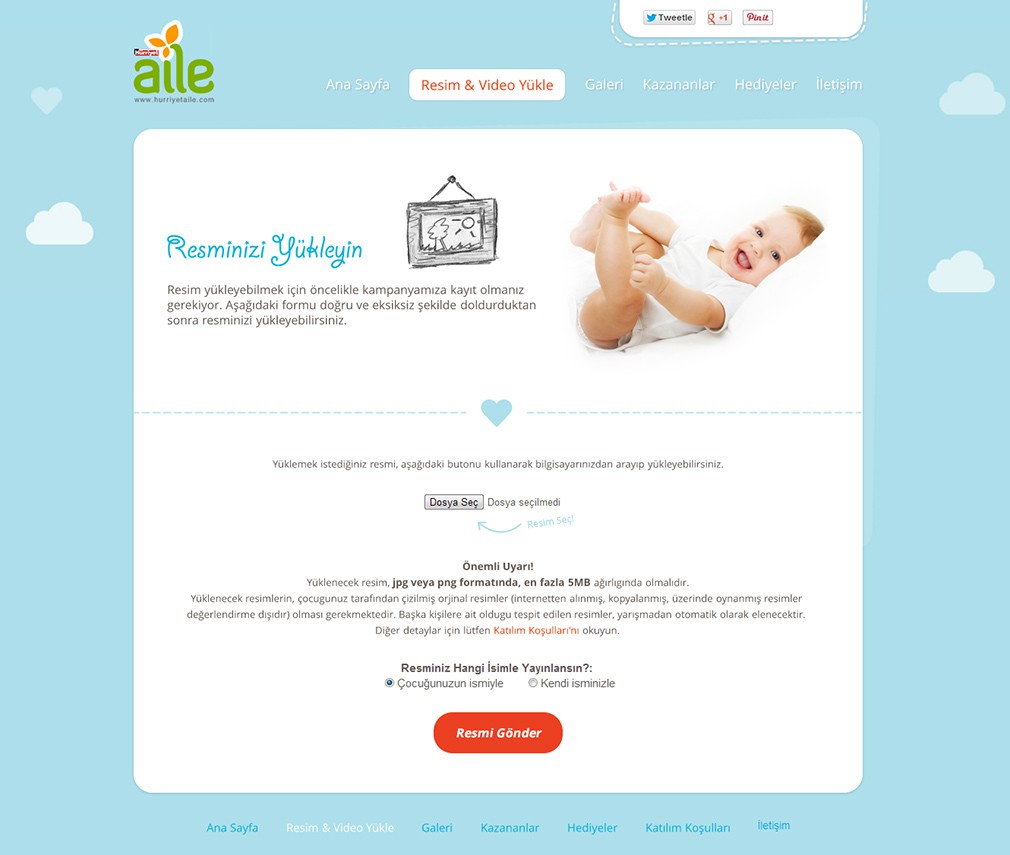 Tweetle
+1
Pin it
Hürriyet
aile
www.hurriyetaile.com
Ana Sayfa
Resim & Video Yükle
Galeri
Kazananlar
Hediyeler
İletişim
Resminizi Yükleyin
Resim yükleyebilmek için öncelikle kampanyamıza kayıt olmanız
gerekiyor. Aşağıdaki formu doğru ve eksiksiz şekilde doldurduktan
sonra resminizi yükleyebilirsiniz.
Yüklemek istediğiniz resmi, aşağıdaki butonu kullanarak bilgisayarınızdan arayıp yükleyebilirsiniz.
Dosya Seç Dosya seçilmedi
Resim Seç!
Önemli Uyarı!
Yüklenecek resim, jpg veya png formatında, en fazla 5MB ağırlıgında olmalıdır.
Yüklenecek resimlerin, çocugunuz tarafından çizilmiş orjinal resimler (internetten alınmış, kopyalanmış, üzerinde oynanmış resimler
değerlendirme dışıdır) olması gerekmektedir. Başka kişilere ait oldugu tespit edilen resimler, yarışmadan otomatik olarak elenecektir.
Diğer detaylar için lütfen Katılım Koşulları'nı okuyun.
Resminiz Hangi İsimle Yayınlansın?:
Çocuğunuzun ismiyle Kendi isminizle
Resmi Gönder
Ana Sayfa
Resim & Video Yükle
Galeri
Kazananlar
Hediyeler
Katılım Koşulları
İletişim